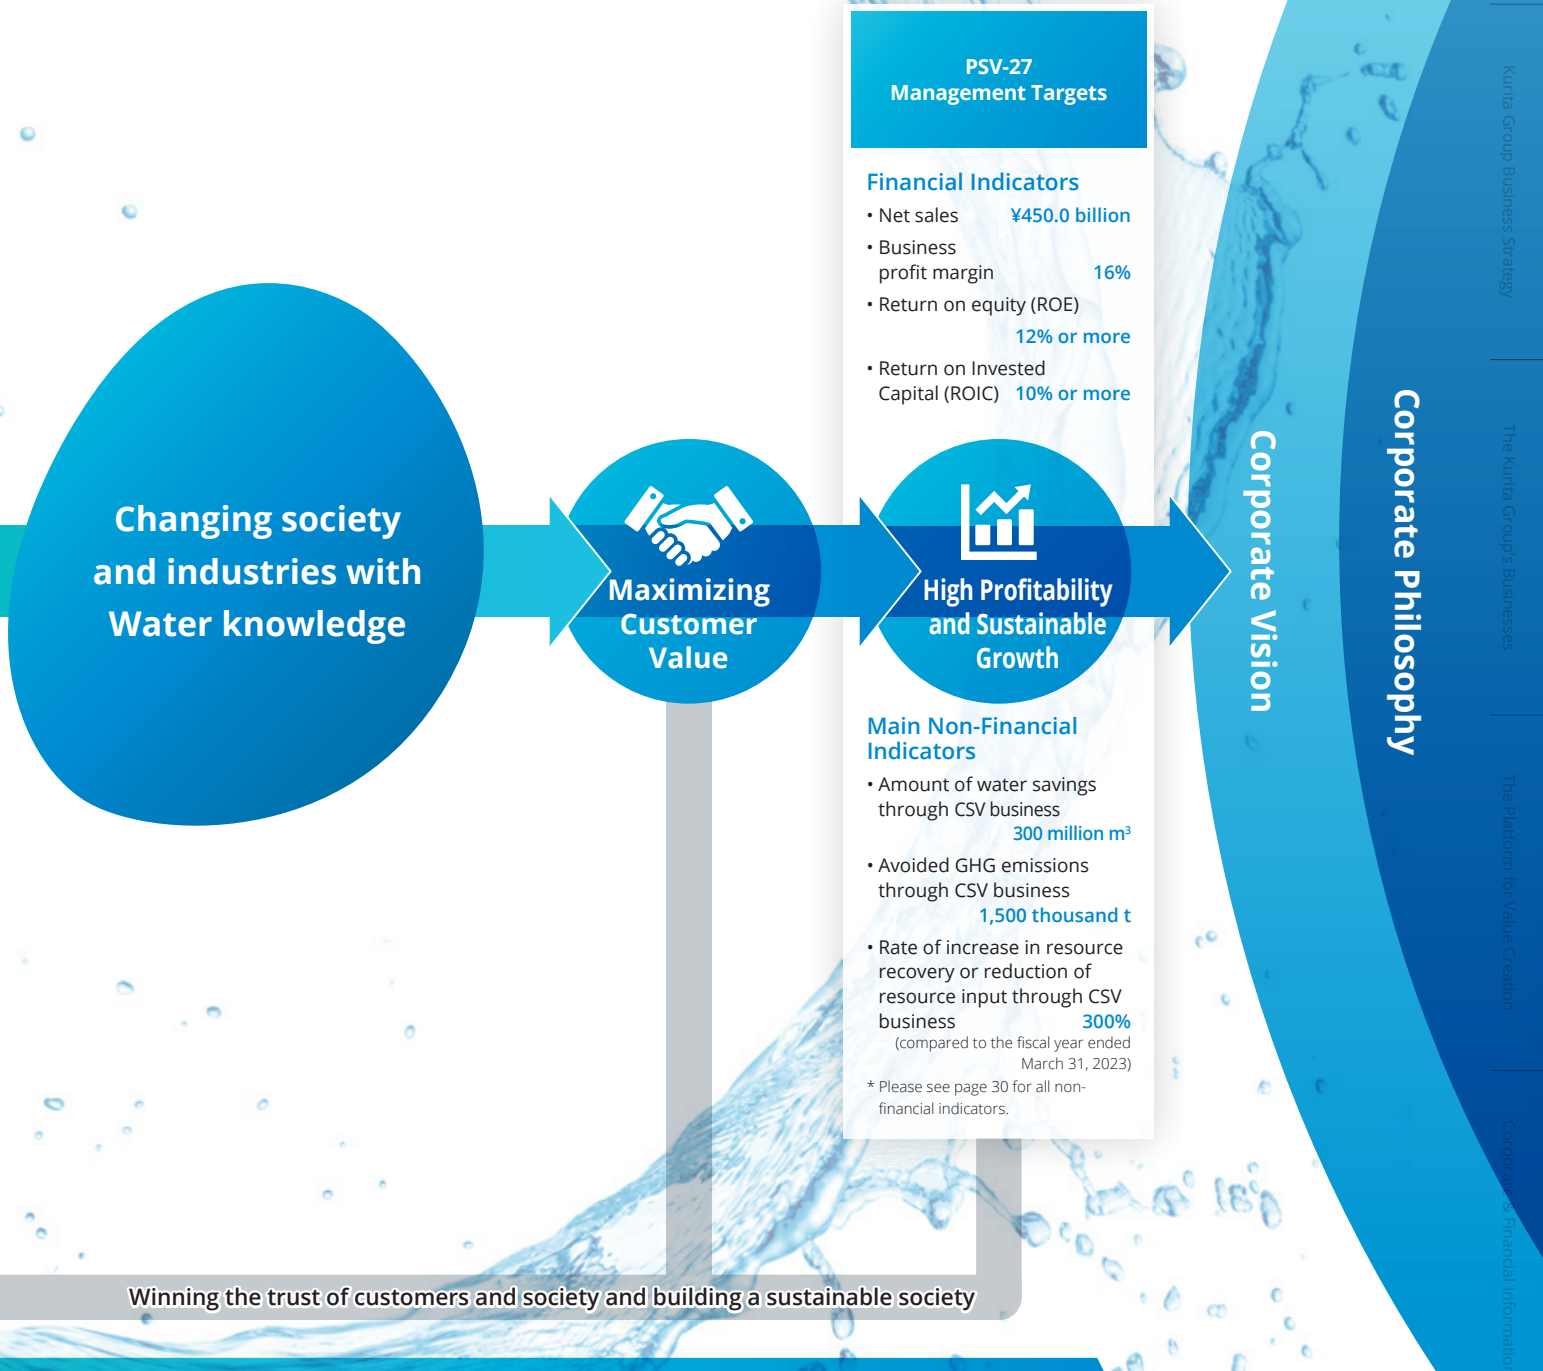 PSV-27
Management Targets
Financial Indicators
• Net sales ¥450.0 billion
• Business
profit margin 16%
• Return on equity (ROE)
12% or more
• Return on Invested
Capital (ROIC) 10% or more
Changing society
and industries with
Water knowledge
Maximizing
Customer
Value
High Profitability
and Sustainable
Growth
Main Non-Financial
Indicators
• Amount of water savings
through CSV business
300 million m³
• Avoided GHG emissions
through CSV business
1,500 thousand t
• Rate of increase in resource
recovery or reduction of
resource input through CSV
business 300%
(compared to the fiscal year ended
March 31, 2023)
* Please see page 30 for all non-
financial indicators.
Winning the trust of customers and society and building a sustainable society
Corporate Vision
Corporate Philosophy
Kurita Group Business Strategy
The Kurita Group's Businesses
The Platform for Value Creation
Corporate & Financial Information